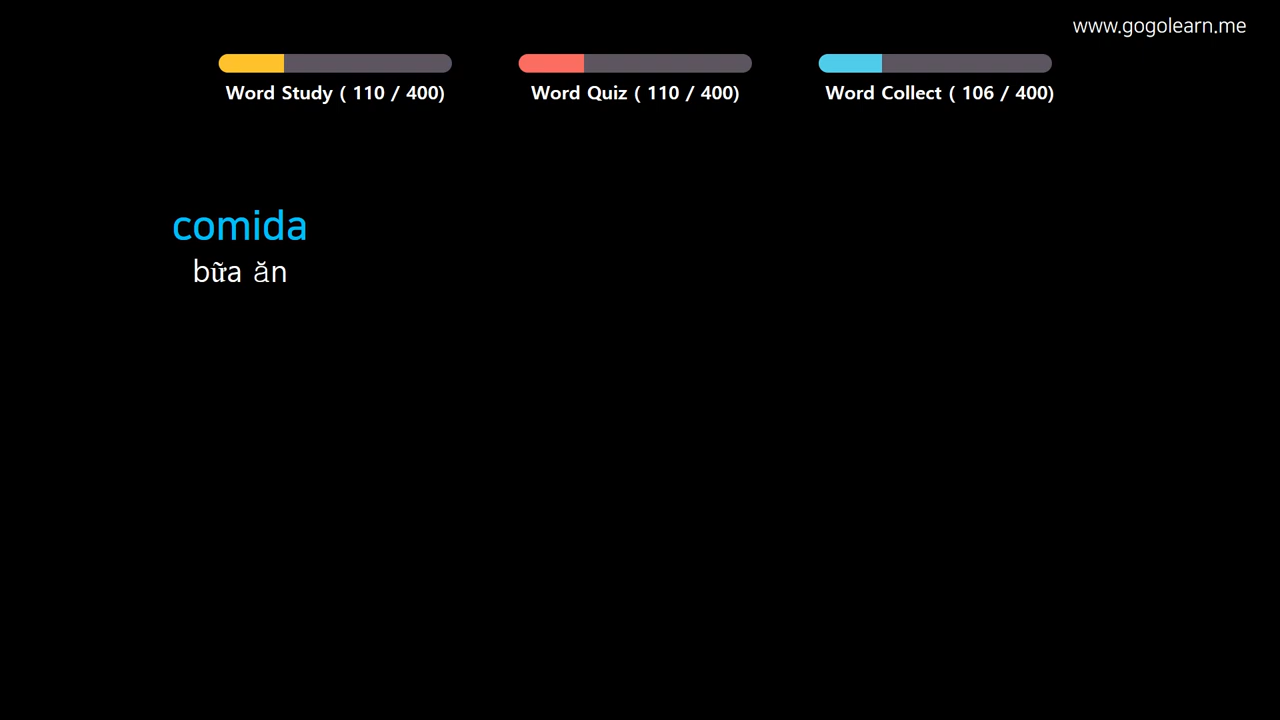 www.gogolearn.me
Word Study ( 110 / 400)
Word Quiz ( 110 / 400)
Word Collect ( 106 / 400)
comida
bữa ăn